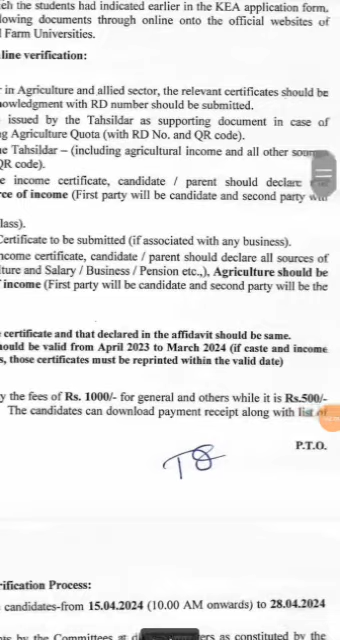 ch the students had indicated earlier in the KEA application form,
lowing documents through online onto the official websites of
l Farm Universities.
line verification:
r in Agriculture and allied sector, the relevant certificates should be
nowledgment with RD number should be submitted.
issued by the Tahsildar as supporting document in case of
ng Agriculture Quota (with RD No. and QR code).
ne Tahsildar – (including agricultural income and all other sources
QR code).
e income certificate, candidate / parent should declare
rce of income (First party will be candidate and second party will
lass).
Certificate to be submitted (if associated with any business).
ncome certificate, candidate / parent should declare all sources of
lture and Salary / Business / Pension etc.,), Agriculture should be
f income (First party will be candidate and second party will be the
e certificate and that declared in the affidavit should be same.
hould be valid from April 2023 to March 2024 (if caste and income
s, those certificates must be reprinted within the valid date)
y the fees of Rs. 1000/- for general and others while it is Rs.500/-
The candidates can download payment receipt along with list of
P.T.O.
rification Process:
candidates-from 15.04.2024 (10.00 AM onwards) to 28.04.2024
nts by the Committees at ers as constituted by the